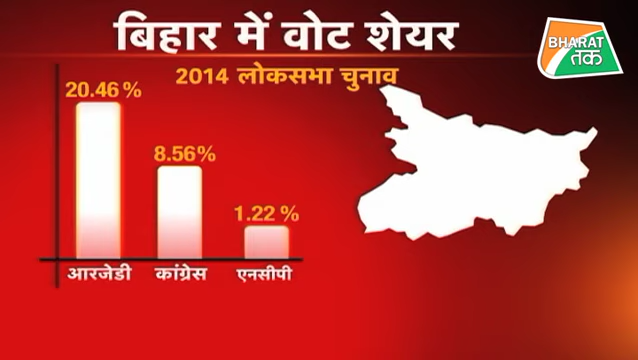 बिहार में वोट शेयर
BHARAT
तक
2014 लोकसभा चुनाव
20.46 %
8.56%
1.22 %
आरजेडी कांग्रेस एनसीपी